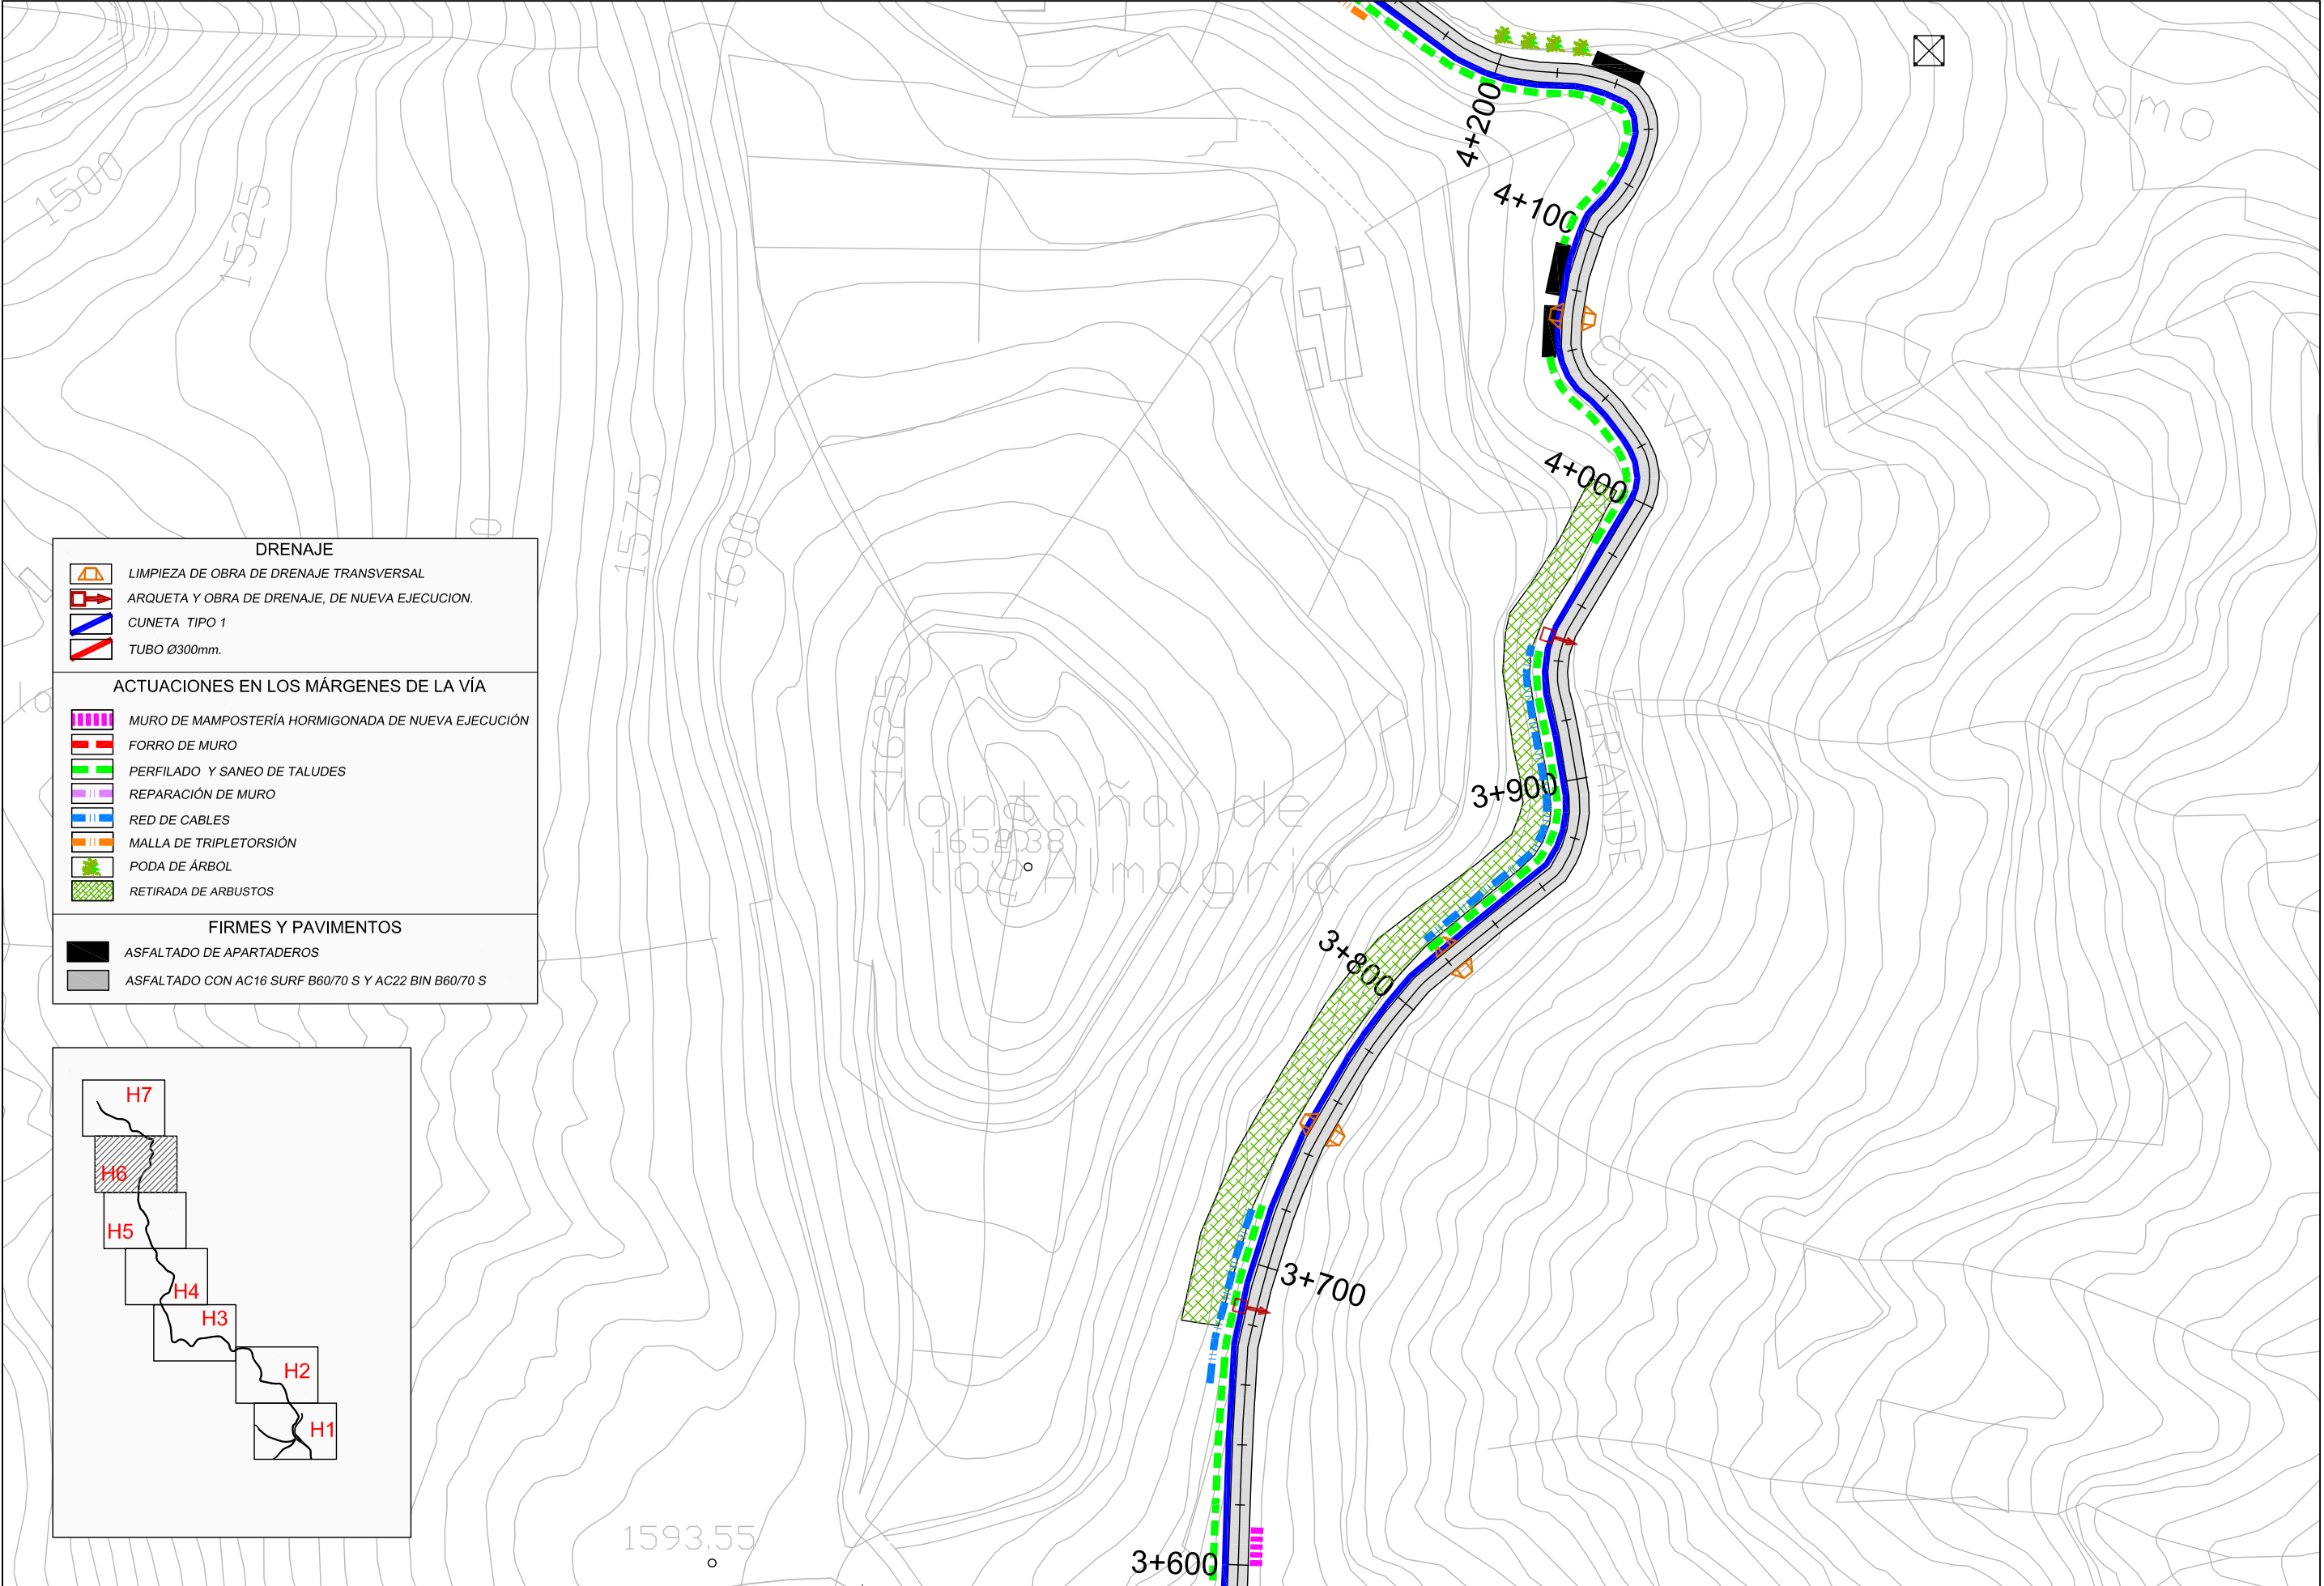 4+200
4+100
4+000
3+900
3+800
3+700
3+600
1500
1525
1575
1600
1625
CUEVA
GRANDE
omo
Montaña de
las Almagria
1652.38
1593.55
DRENAJE
LIMPIEZA DE OBRA DE DRENAJE TRANSVERSAL
ARQUETA Y OBRA DE DRENAJE, DE NUEVA EJECUCION.
CUNETA TIPO 1
TUBO Ø300mm.
ACTUACIONES EN LOS MÁRGENES DE LA VÍA
MURO DE MAMPOSTERÍA HORMIGONADA DE NUEVA EJECUCIÓN
FORRO DE MURO
PERFILADO Y SANEO DE TALUDES
REPARACIÓN DE MURO
RED DE CABLES
MALLA DE TRIPLETORSIÓN
PODA DE ÁRBOL
RETIRADA DE ARBUSTOS
FIRMES Y PAVIMENTOS
ASFALTADO DE APARTADEROS
ASFALTADO CON AC16 SURF B60/70 S Y AC22 BIN B60/70 S
H7
H6
H5
H4
H3
H2
H1